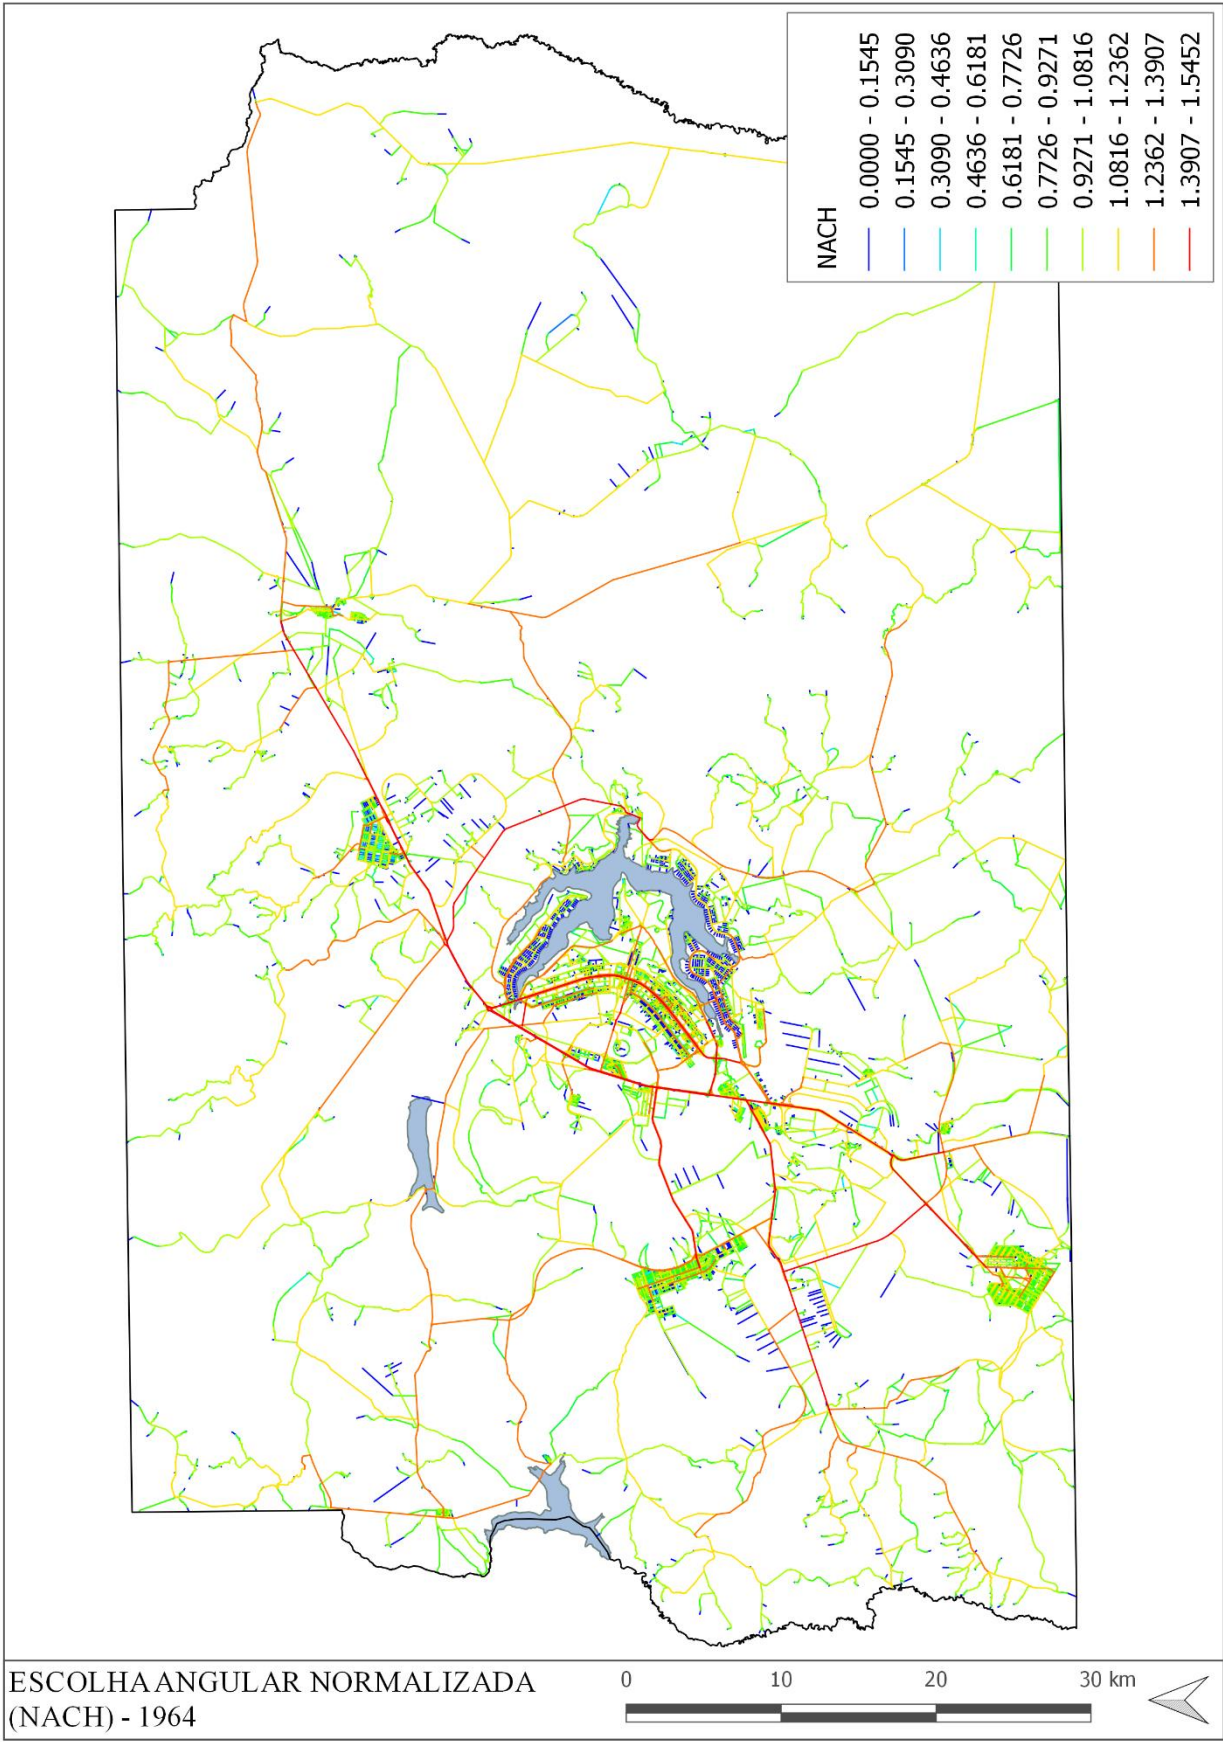 NACH
0.0000 - 0.1545
0.1545 - 0.3090
0.3090 - 0.4636
0.4636 - 0.6181
0.6181 - 0.7726
0.7726 - 0.9271
0.9271 - 1.0816
1.0816 - 1.2362
1.2362 - 1.3907
1.3907 - 1.5452
ESCOLHA ANGULAR NORMALIZADA
(NACH) - 1964
0 10 20 30 km